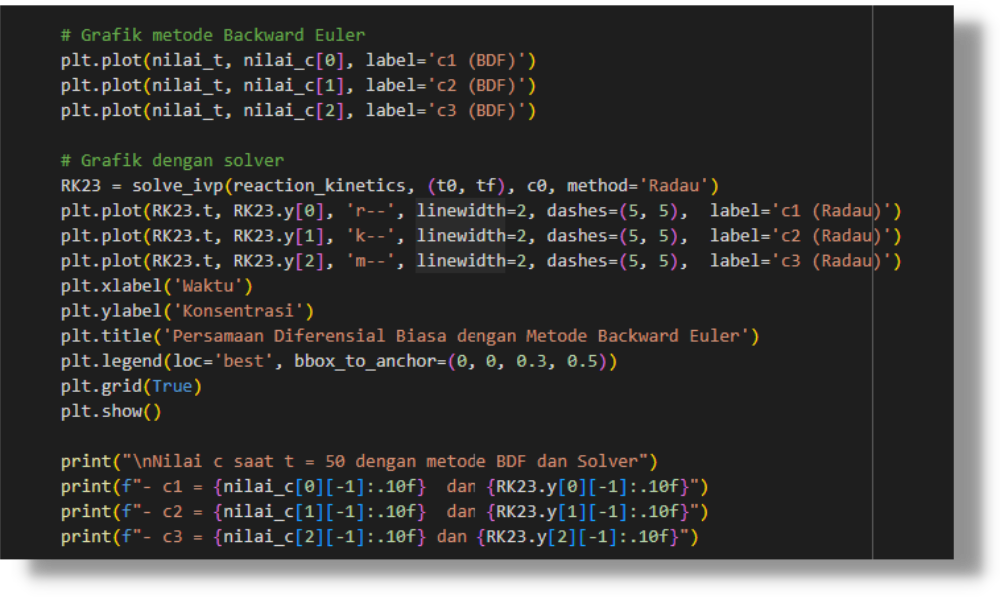 # Grafik metode Backward Euler
plt.plot(nilai_t, nilai_c[0], label='c1 (BDF)')
plt.plot(nilai_t, nilai_c[1], label='c2 (BDF)')
plt.plot(nilai_t, nilai_c[2], label='c3 (BDF)')
# Grafik dengan solver
RK23 = solve_ivp(reaction_kinetics, (t0, tf), c0, method='Radau')
plt.plot(RK23.t, RK23.y[0], 'r--', linewidth=2, dashes=(5, 5),  label='c1 (Radau)')
plt.plot(RK23.t, RK23.y[1], 'k--', linewidth=2, dashes=(5, 5),  label='c2 (Radau)')
plt.plot(RK23.t, RK23.y[2], 'm--', linewidth=2, dashes=(5, 5),  label='c3 (Radau)')
plt.xlabel('Waktu')
plt.ylabel('Konsentrasi')
plt.title('Persamaan Diferensial Biasa dengan Metode Backward Euler')
plt.legend(loc='best', bbox_to_anchor=(0, 0, 0.3, 0.5))
plt.grid(True)
plt.show()
print("\nNilai c saat t = 50 dengan metode BDF dan Solver")
print(f"- c1 = {nilai_c[0][-1]:.10f}  dan {RK23.y[0][-1]:.10f}")
print(f"- c2 = {nilai_c[1][-1]:.10f}  dan {RK23.y[1][-1]:.10f}")
print(f"- c3 = {nilai_c[2][-1]:.10f} dan {RK23.y[2][-1]:.10f}")